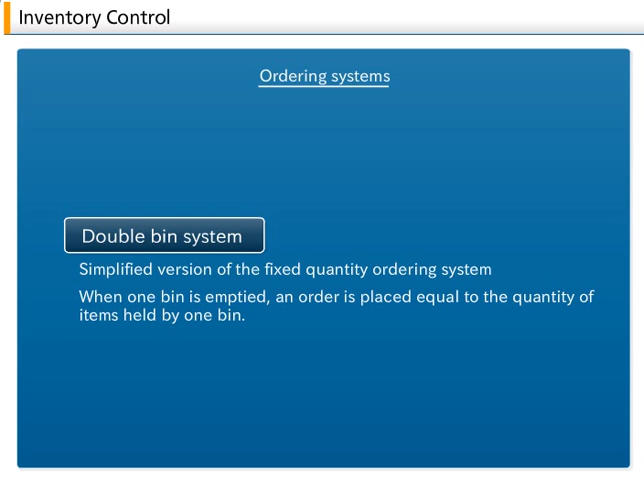 Inventory Control
Ordering systems
Double bin system
Simplified version of the fixed quantity ordering system
When one bin is emptied, an order is placed equal to the quantity of
items held by one bin.